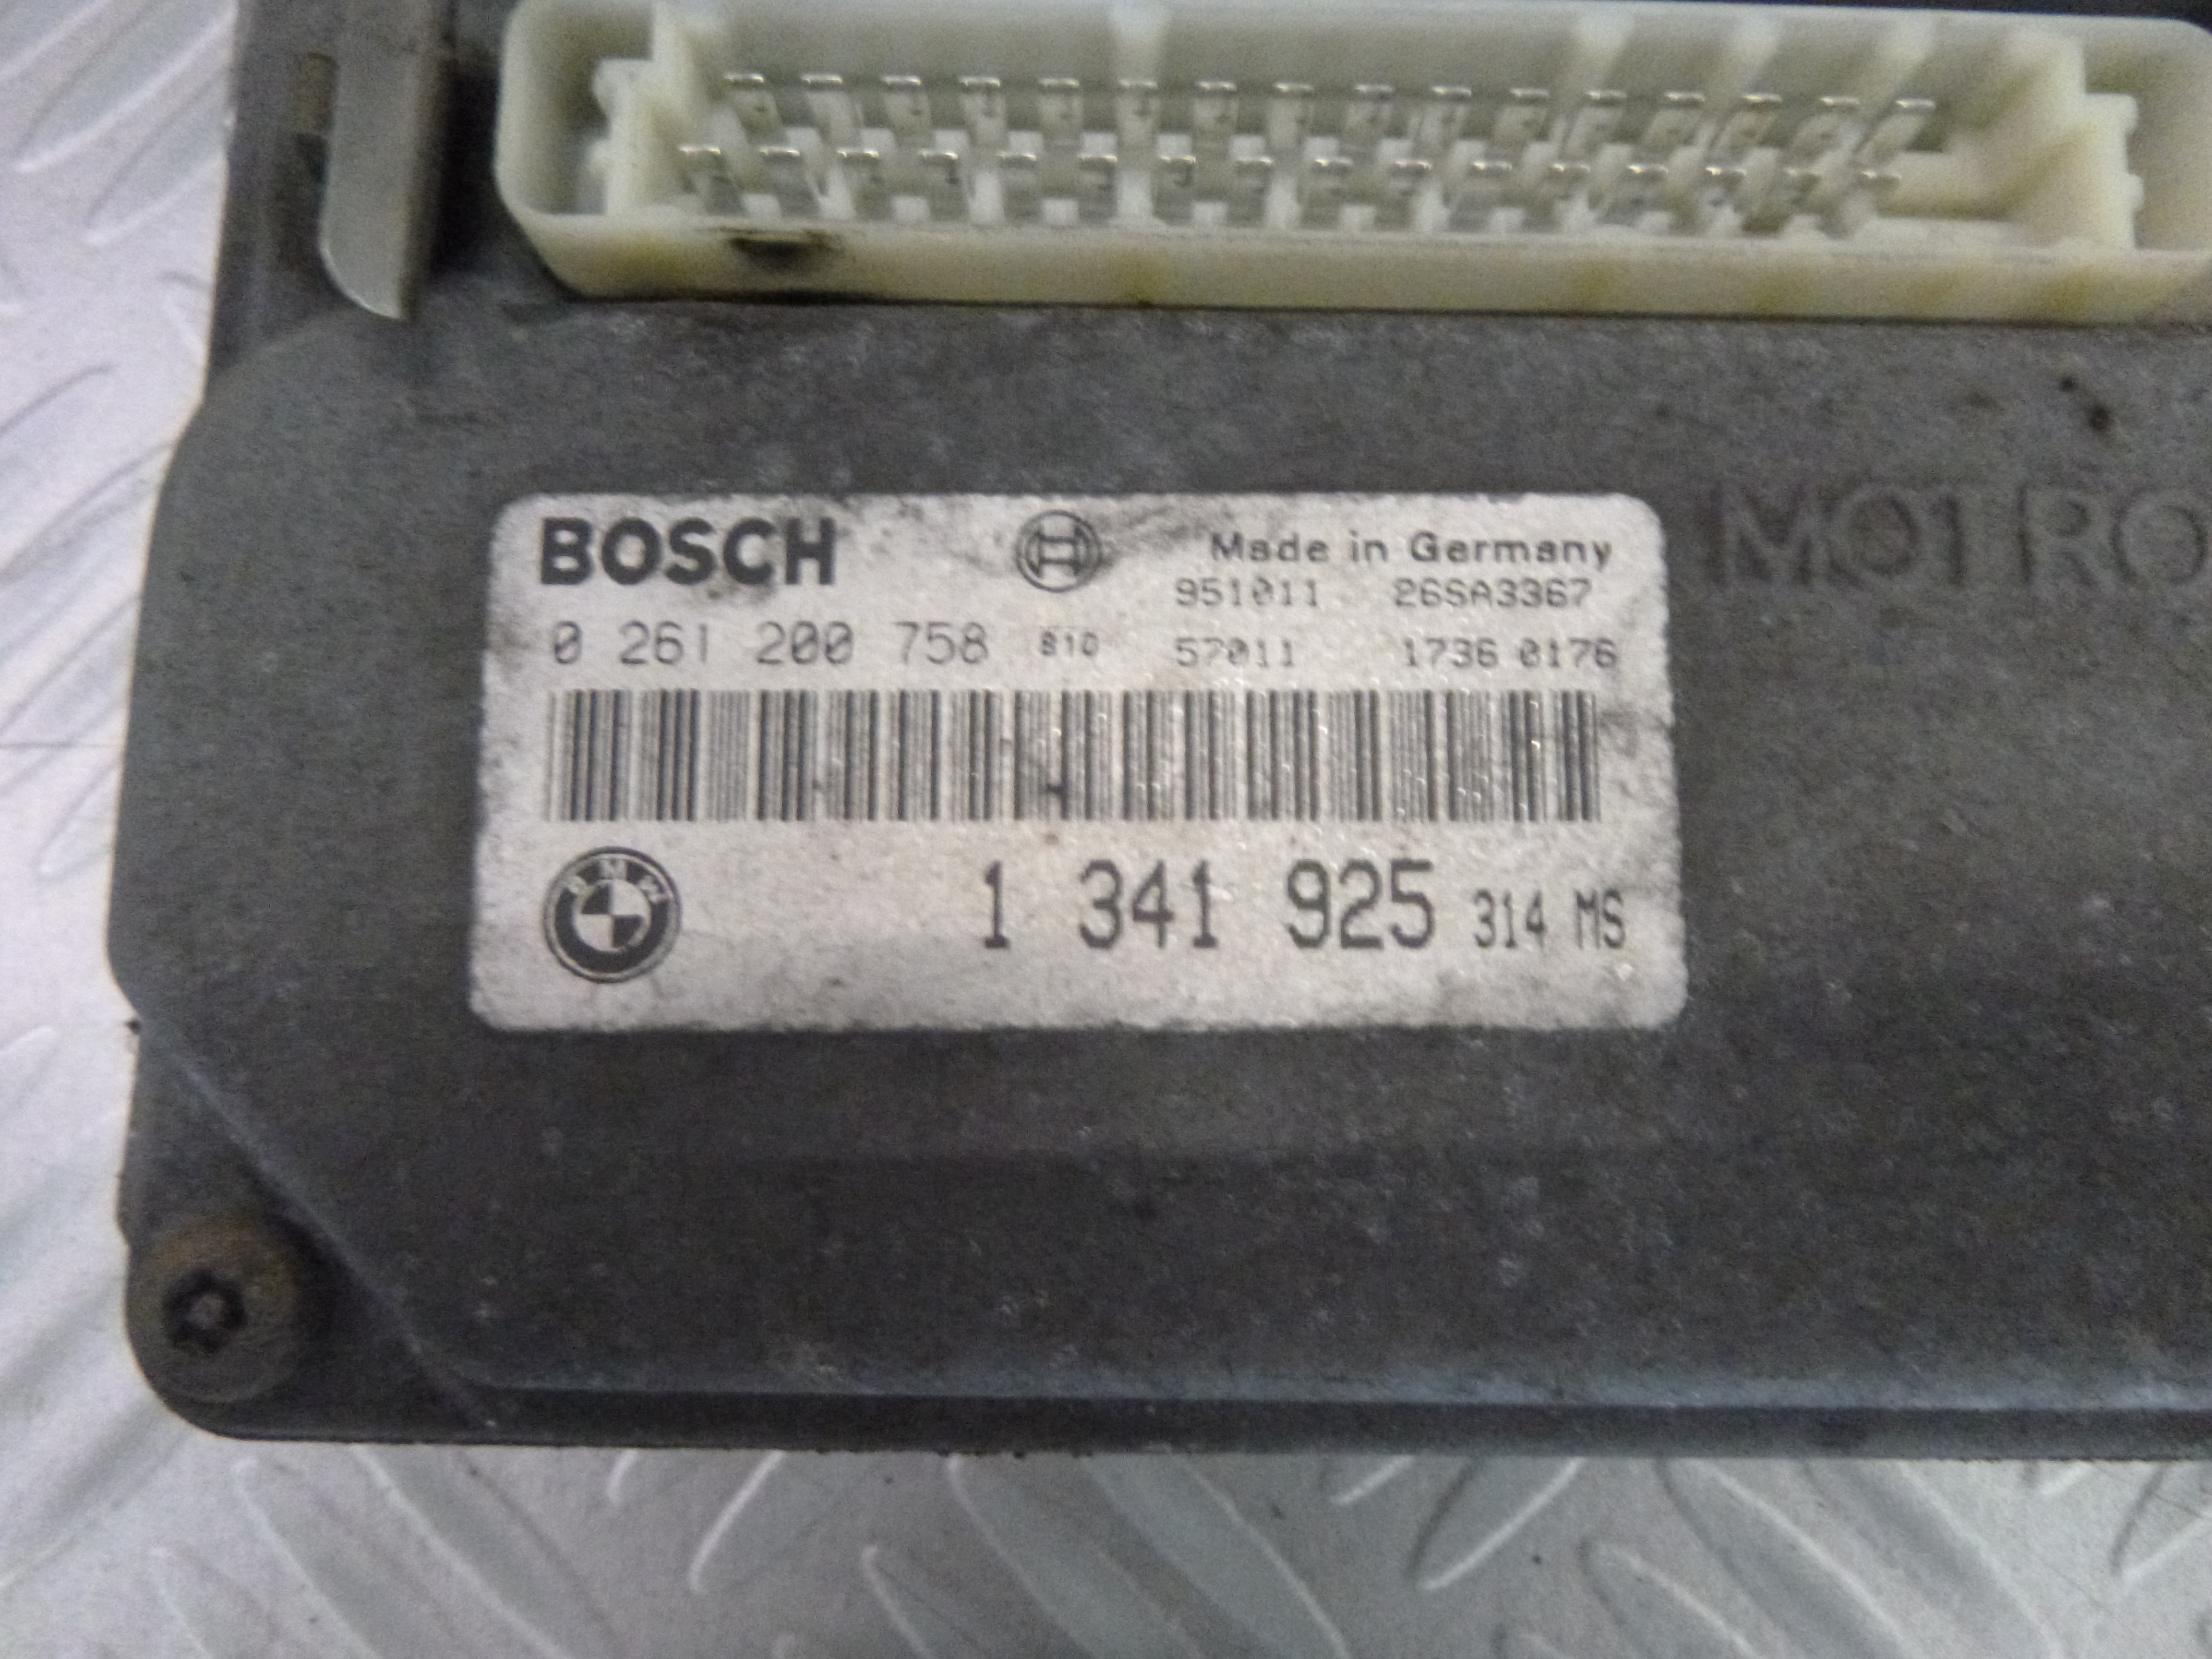 BOSCH Made in Germany
951011 26SA3367
0 261 200 758 810 57011 1736 0176
BMW
1 341 925 314 MS
MOTRO